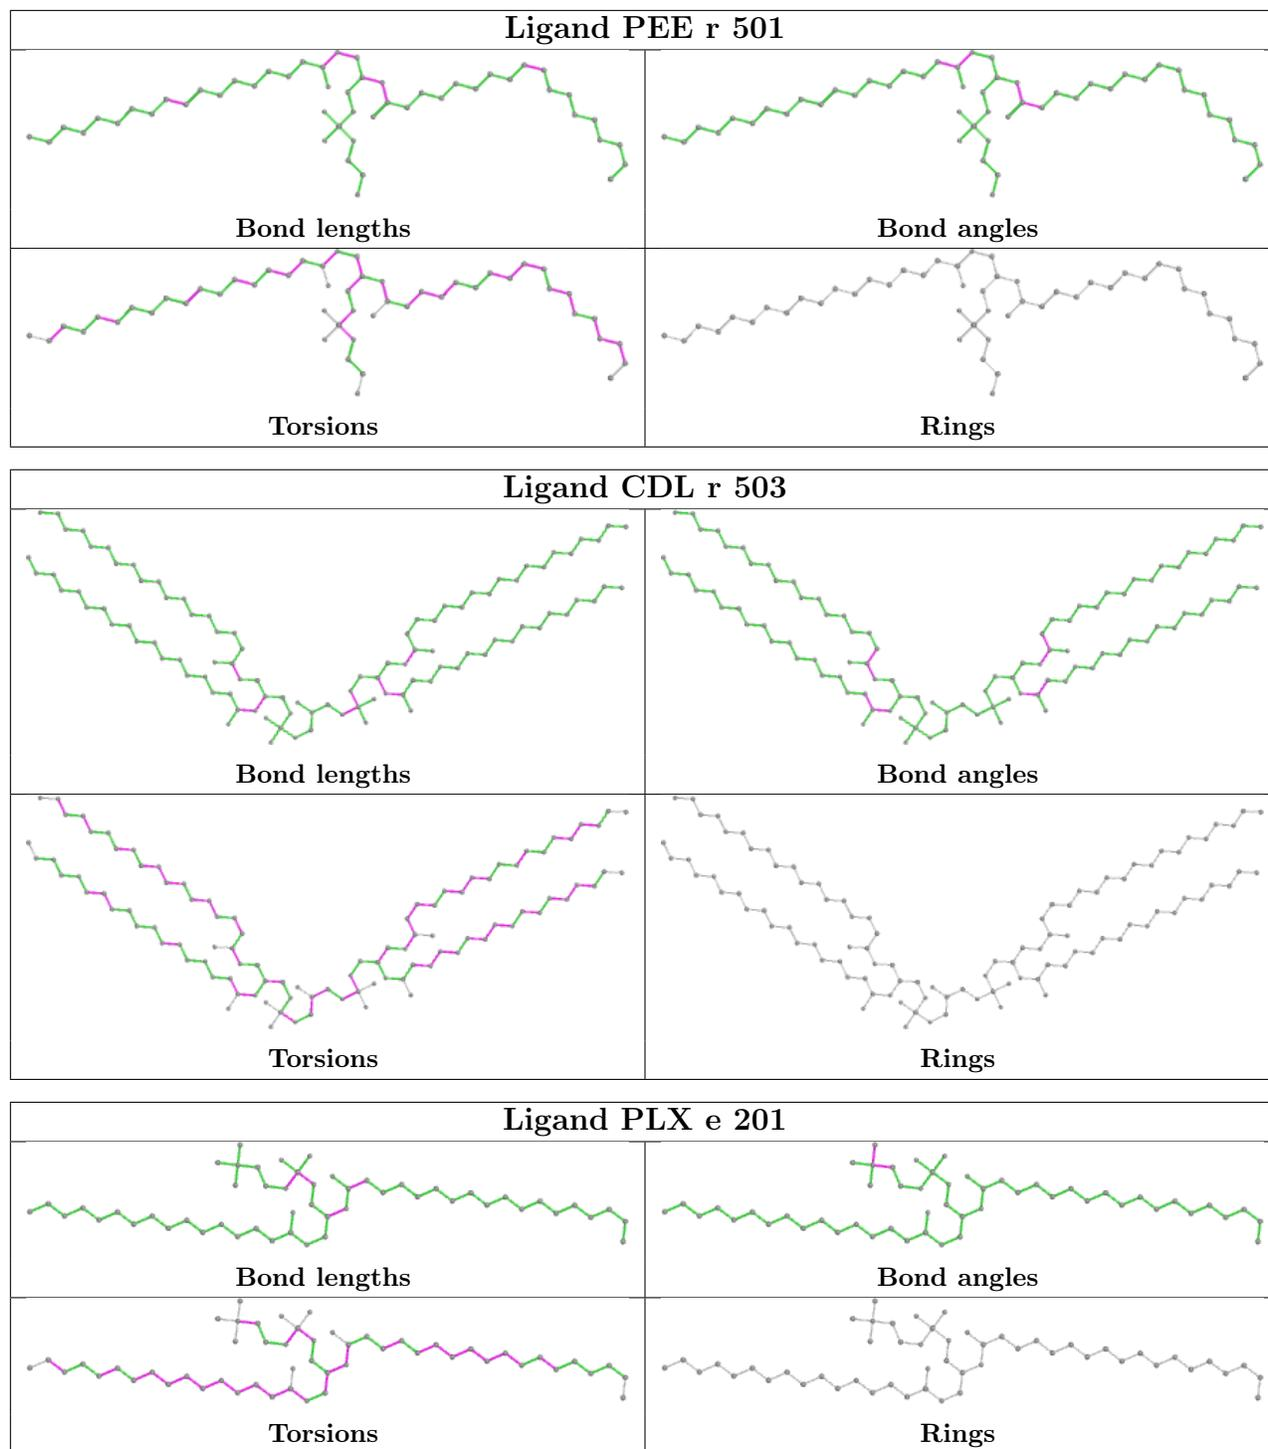 Ligand PEE r 501
Bond lengths
Bond angles
Torsions
Rings
Ligand CDL r 503
Bond lengths
Bond angles
Torsions
Rings
Ligand PLX e 201
Bond lengths
Bond angles
Torsions
Rings